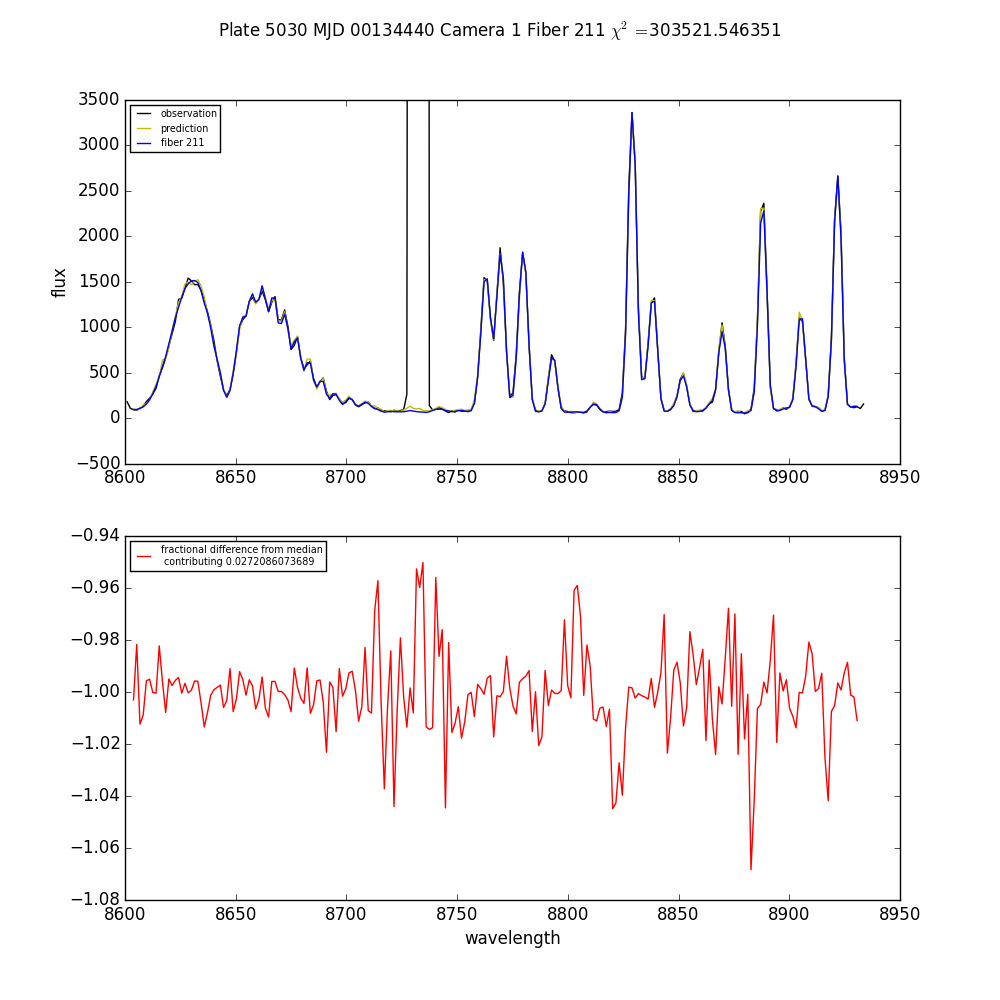 Plate 5030 MJD 00134440 Camera 1 Fiber 211 χ² =303521.546351
3500
3000
2500
2000
1500
1000
500
0
−500
flux
observation
prediction
fiber 211
8600 8650 8700 8750 8800 8850 8900 8950
−0.94
−0.96
−0.98
−1.00
−1.02
−1.04
−1.06
−1.08
fractional difference from median
contributing 0.0272086073689
8600 8650 8700 8750 8800 8850 8900 8950
wavelength